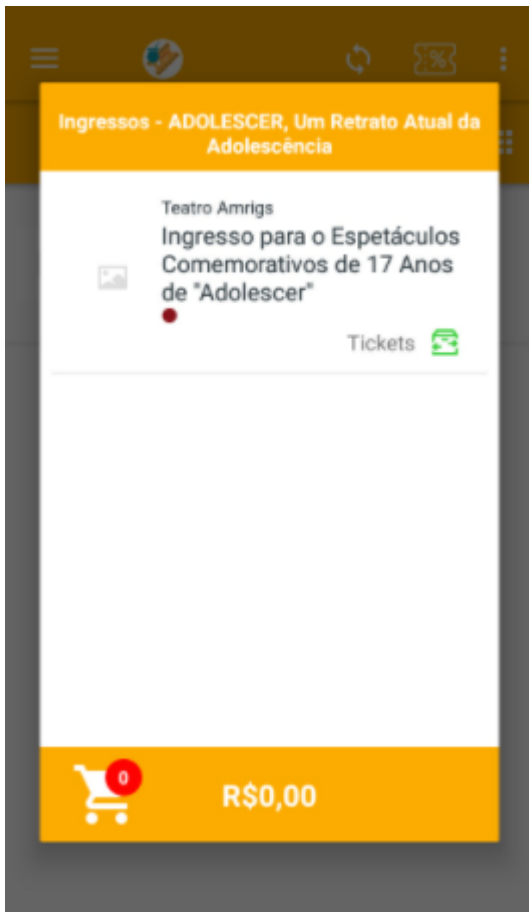 Ingressos - ADOLESCER, Um Retrato Atual da
Adolescência
Teatro Amrigs
Ingresso para o Espetáculos
Comemorativos de 17 Anos
de "Adolescer"
Tickets
0
R$0,00